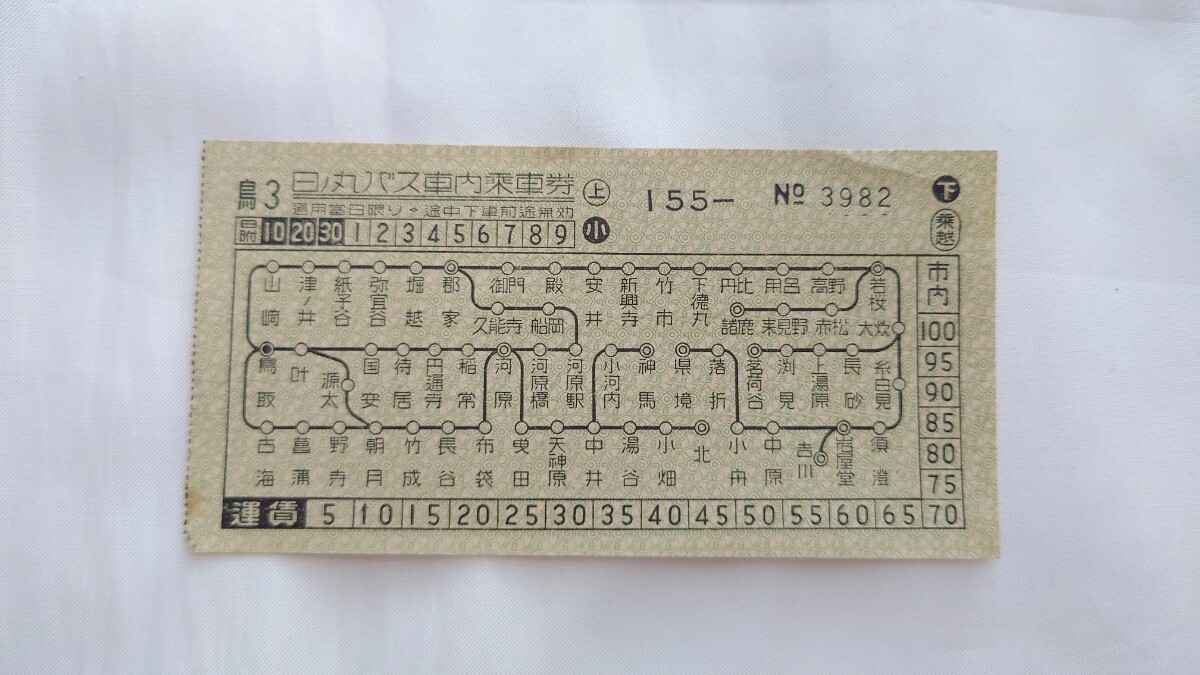 鳥3 日ノ丸バス車内乗車券 上 155- No 3982 下
通用当日限り・途中下車前途無効 小 乗越
日附 10 20 30 1 2 3 4 5 6 7 8 9
山崎 津ノ井 紙子谷 弥宜谷 堀越 郡家 御門 殿 安井 新興寺 竹市 下徳丸 丹比 用呂 高野 若桜 市内
久能寺 船岡 諸鹿 来見野 赤松 大炊 100
鳥取 叶 源太 国安 待居 円通寺 稲常 河原 河原橋 河原駅 小河内 神馬 県境 落折 茗荷谷 渕見 上湯原 長砂 糸白見 95
90
85
古海 菖蒲 野寺 朝月 竹成 長谷 布袋 曳田 天神原 中井 湯谷 小畑 北 小舟 中原 吉川 岩屋堂 須澄 80
75
運賃 5 10 15 20 25 30 35 40 45 50 55 60 65 70